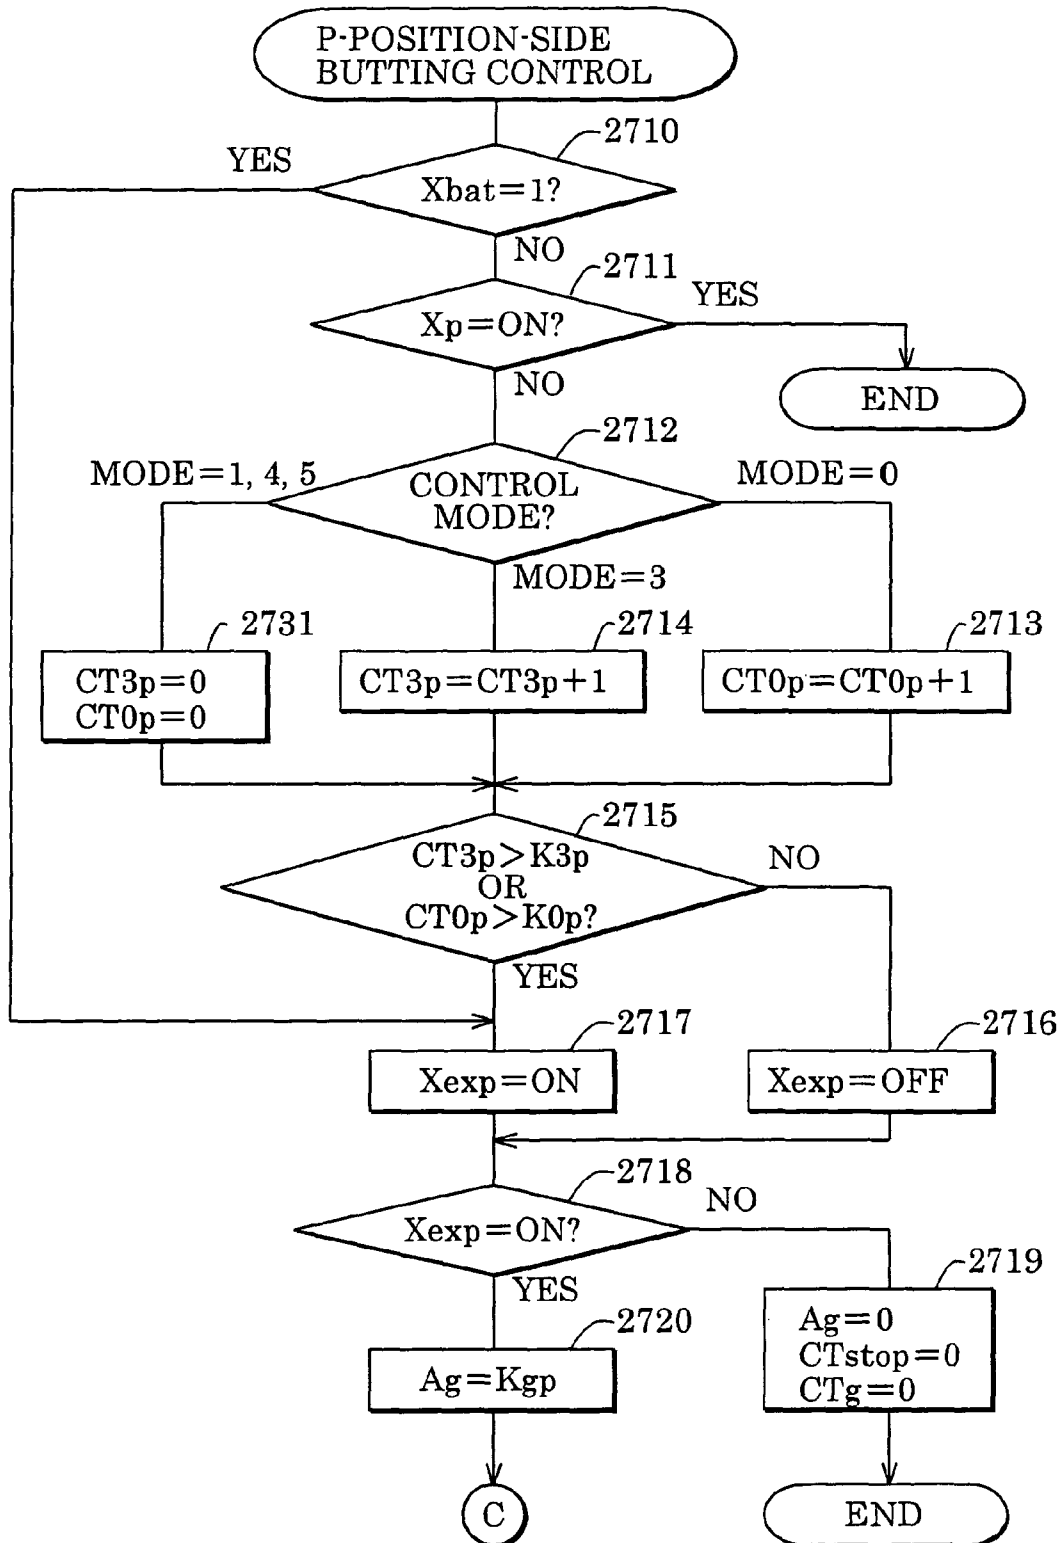 P-POSITION-SIDE
BUTTING CONTROL
2710
YES
Xbat=1?
NO
2711
YES
Xp=ON?
NO
END
2712
MODE=1, 4, 5
CONTROL
MODE?
MODE=0
MODE=3
2731
2714
2713
CT3p=0
CT0p=0
CT3p=CT3p+1
CT0p=CT0p+1
2715
CT3p>K3p
OR
CT0p>K0p?
NO
YES
2717
2716
Xexp=ON
Xexp=OFF
2718
NO
Xexp=ON?
YES
2719
2720
Ag=0
CTstop=0
CTg=0
Ag=Kgp
C
END